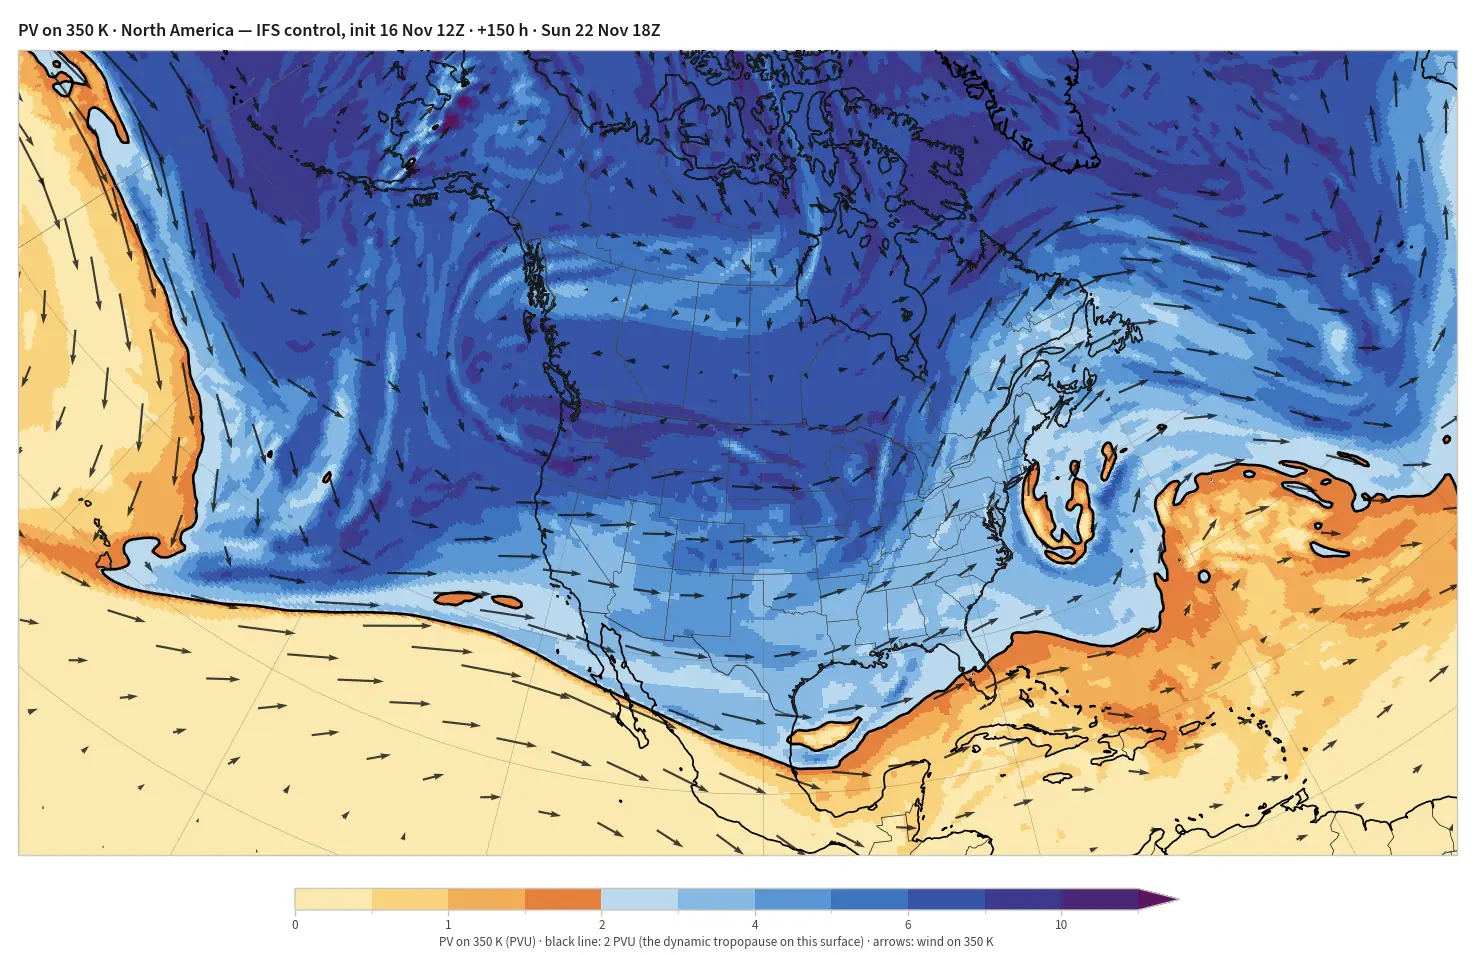 PV on 350 K · North America — IFS control, init 16 Nov 12Z · +150 h · Sun 22 Nov 18Z
0 1 2 4 6 10
PV on 350 K (PVU) · black line: 2 PVU (the dynamic tropopause on this surface) · arrows: wind on 350 K